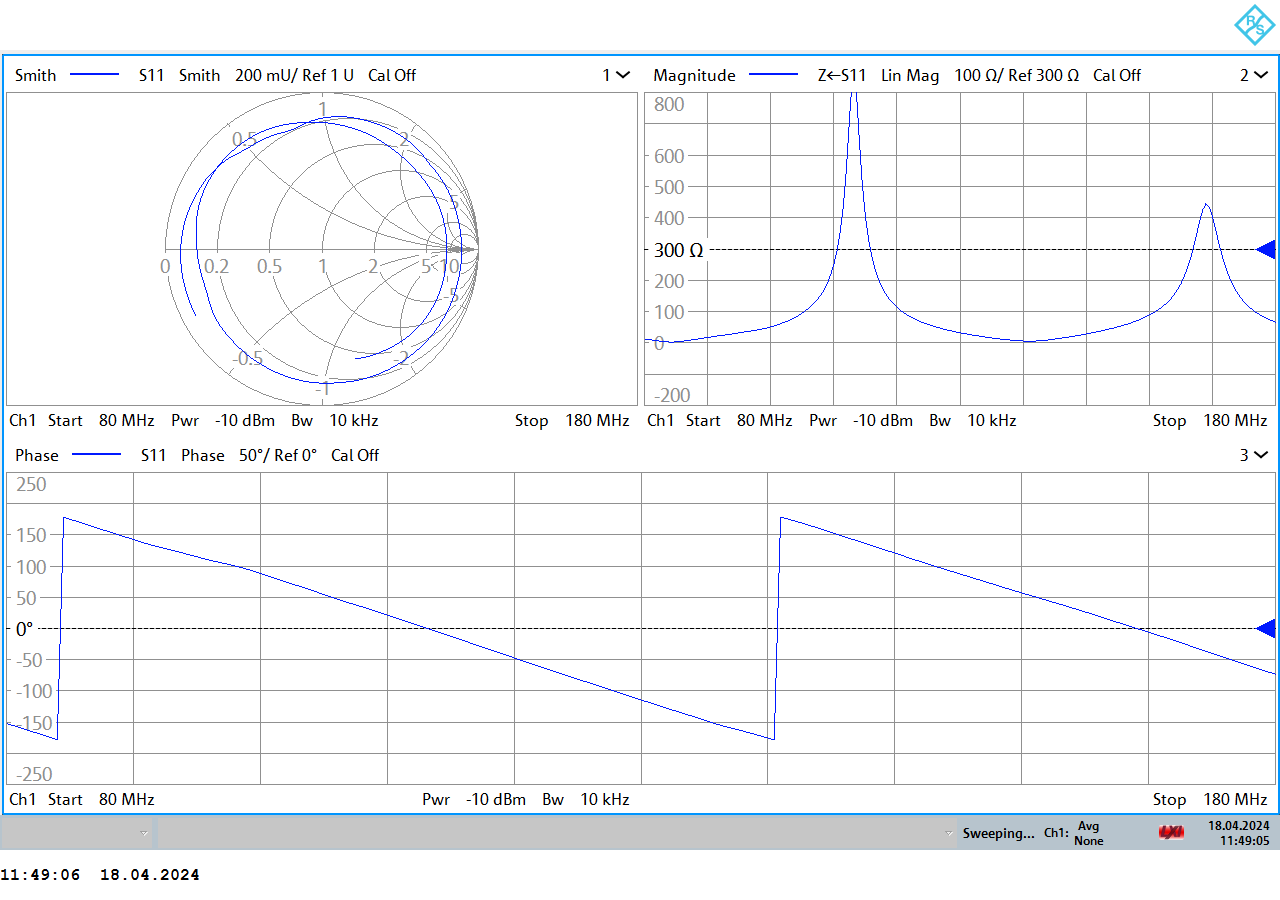 R S
Smith S11 Smith 200 mU/ Ref 1 U Cal Off 1
Magnitude Z←S11 Lin Mag 100 Ω/ Ref 300 Ω Cal Off 2
1
0.5
2
5
0 0.2 0.5 1 2 5 10
-5
-0.5
-2
-1
800
600
500
400
300 Ω
200
100
0
-200
Ch1 Start 80 MHz Pwr -10 dBm Bw 10 kHz Stop 180 MHz
Ch1 Start 80 MHz Pwr -10 dBm Bw 10 kHz Stop 180 MHz
Phase S11 Phase 50°/ Ref 0° Cal Off 3
250
150
100
50
0°
-50
-100
-150
-250
Ch1 Start 80 MHz Pwr -10 dBm Bw 10 kHz Stop 180 MHz
Sweeping... Ch1: Avg None LXI 18.04.2024
11:49:05
11:49:06 18.04.2024